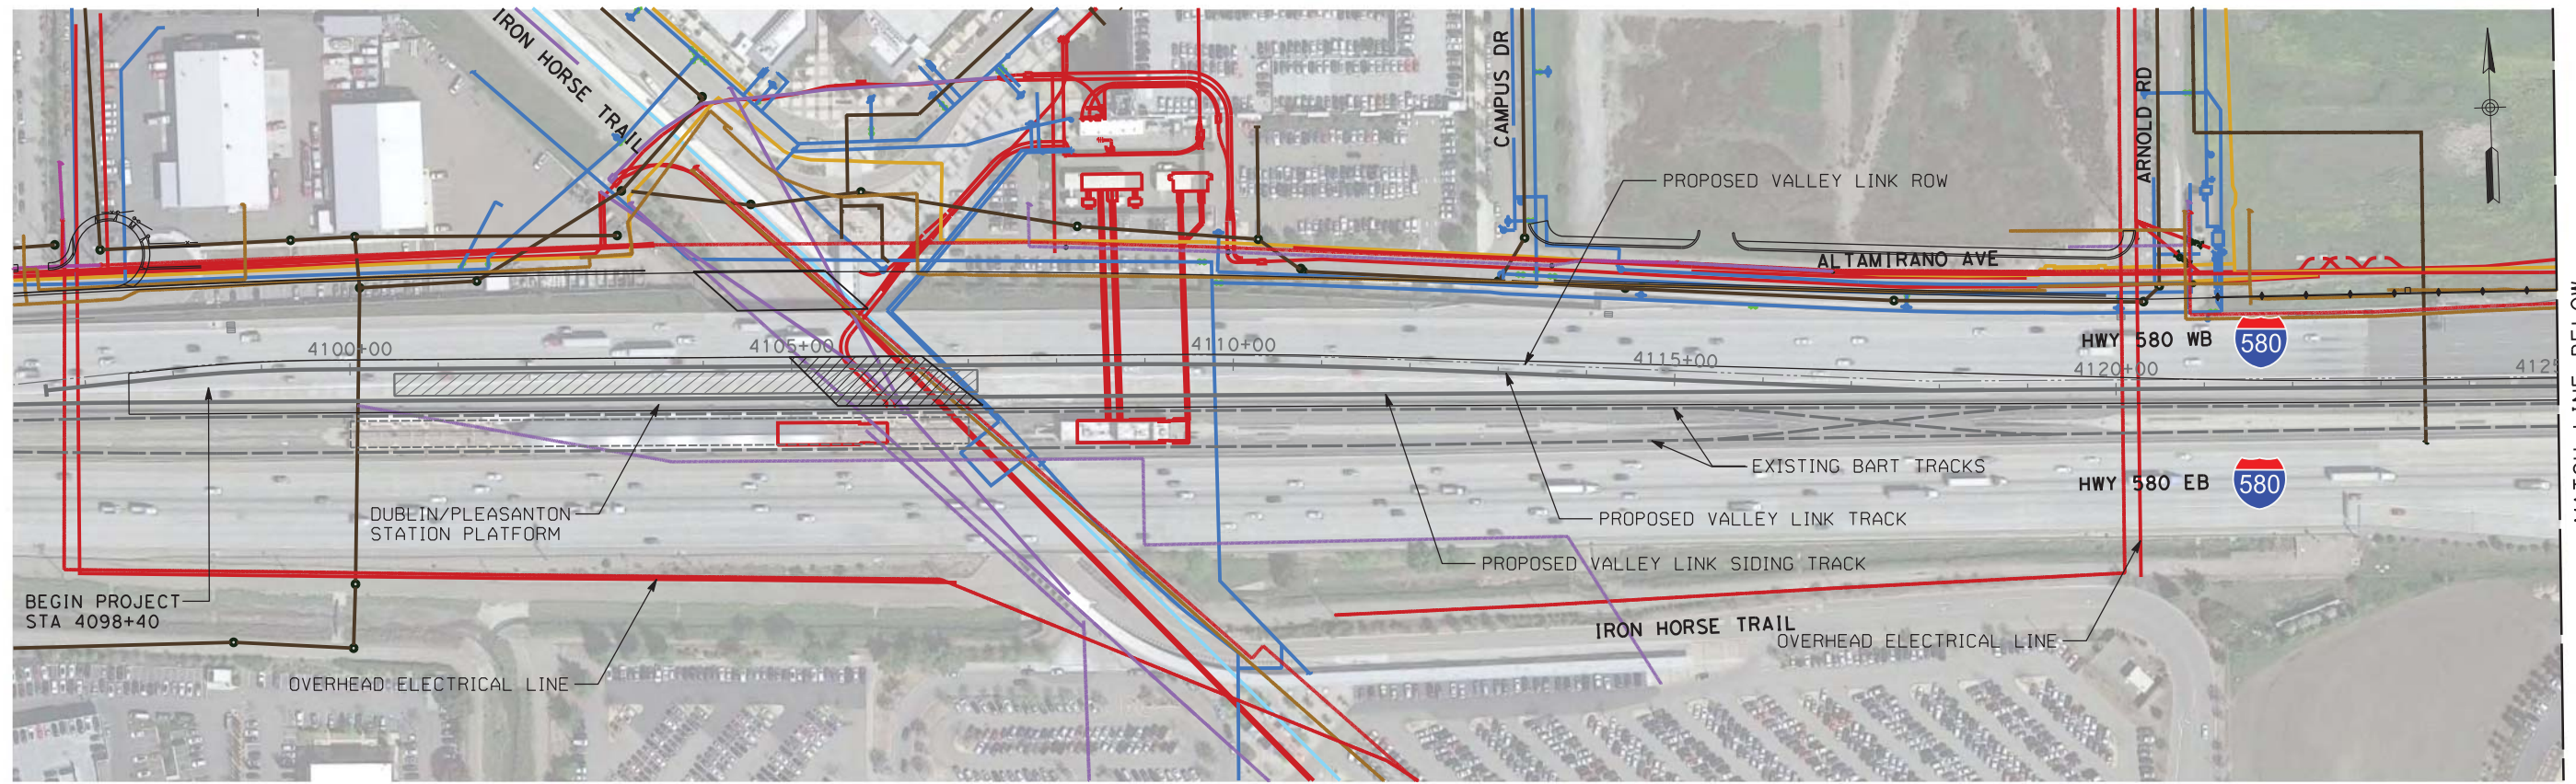 IRON HORSE TRAIL
CAMPUS DR
ARNOLD RD
PROPOSED VALLEY LINK ROW
ALTAMIRANO AVE
4100+00
4105+00
4110+00
4115+00
4120+00
4125
HWY 580 WB
580
EXISTING BART TRACKS
HWY 580 EB
580
DUBLIN/PLEASANTON
STATION PLATFORM
PROPOSED VALLEY LINK TRACK
PROPOSED VALLEY LINK SIDING TRACK
BEGIN PROJECT
STA 4098+40
IRON HORSE TRAIL
OVERHEAD ELECTRICAL LINE
OVERHEAD ELECTRICAL LINE